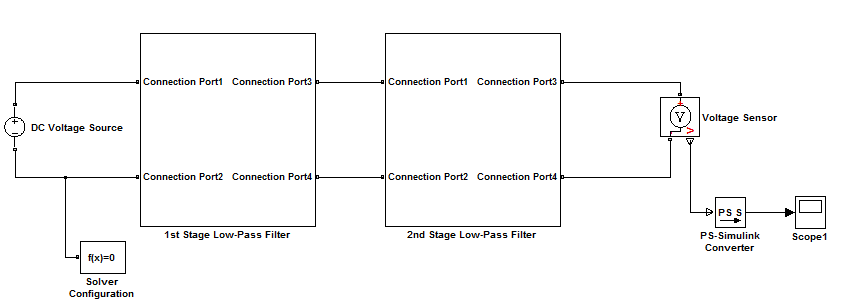 Connection Port1 Connection Port3
Connection Port1 Connection Port3
DC Voltage Source
+
−
+
V
V
Voltage Sensor
Connection Port2 Connection Port4
Connection Port2 Connection Port4
PS S
1st Stage Low-Pass Filter
2nd Stage Low-Pass Filter
PS-Simulink
Converter
Scope1
f(x)=0
Solver
Configuration